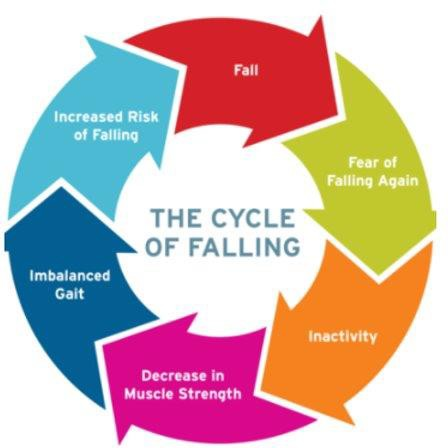 Fall
Fear of
Falling Again
Inactivity
Decrease in
Muscle Strength
Imbalanced
Gait
Increased Risk
of Falling
THE CYCLE
OF FALLING